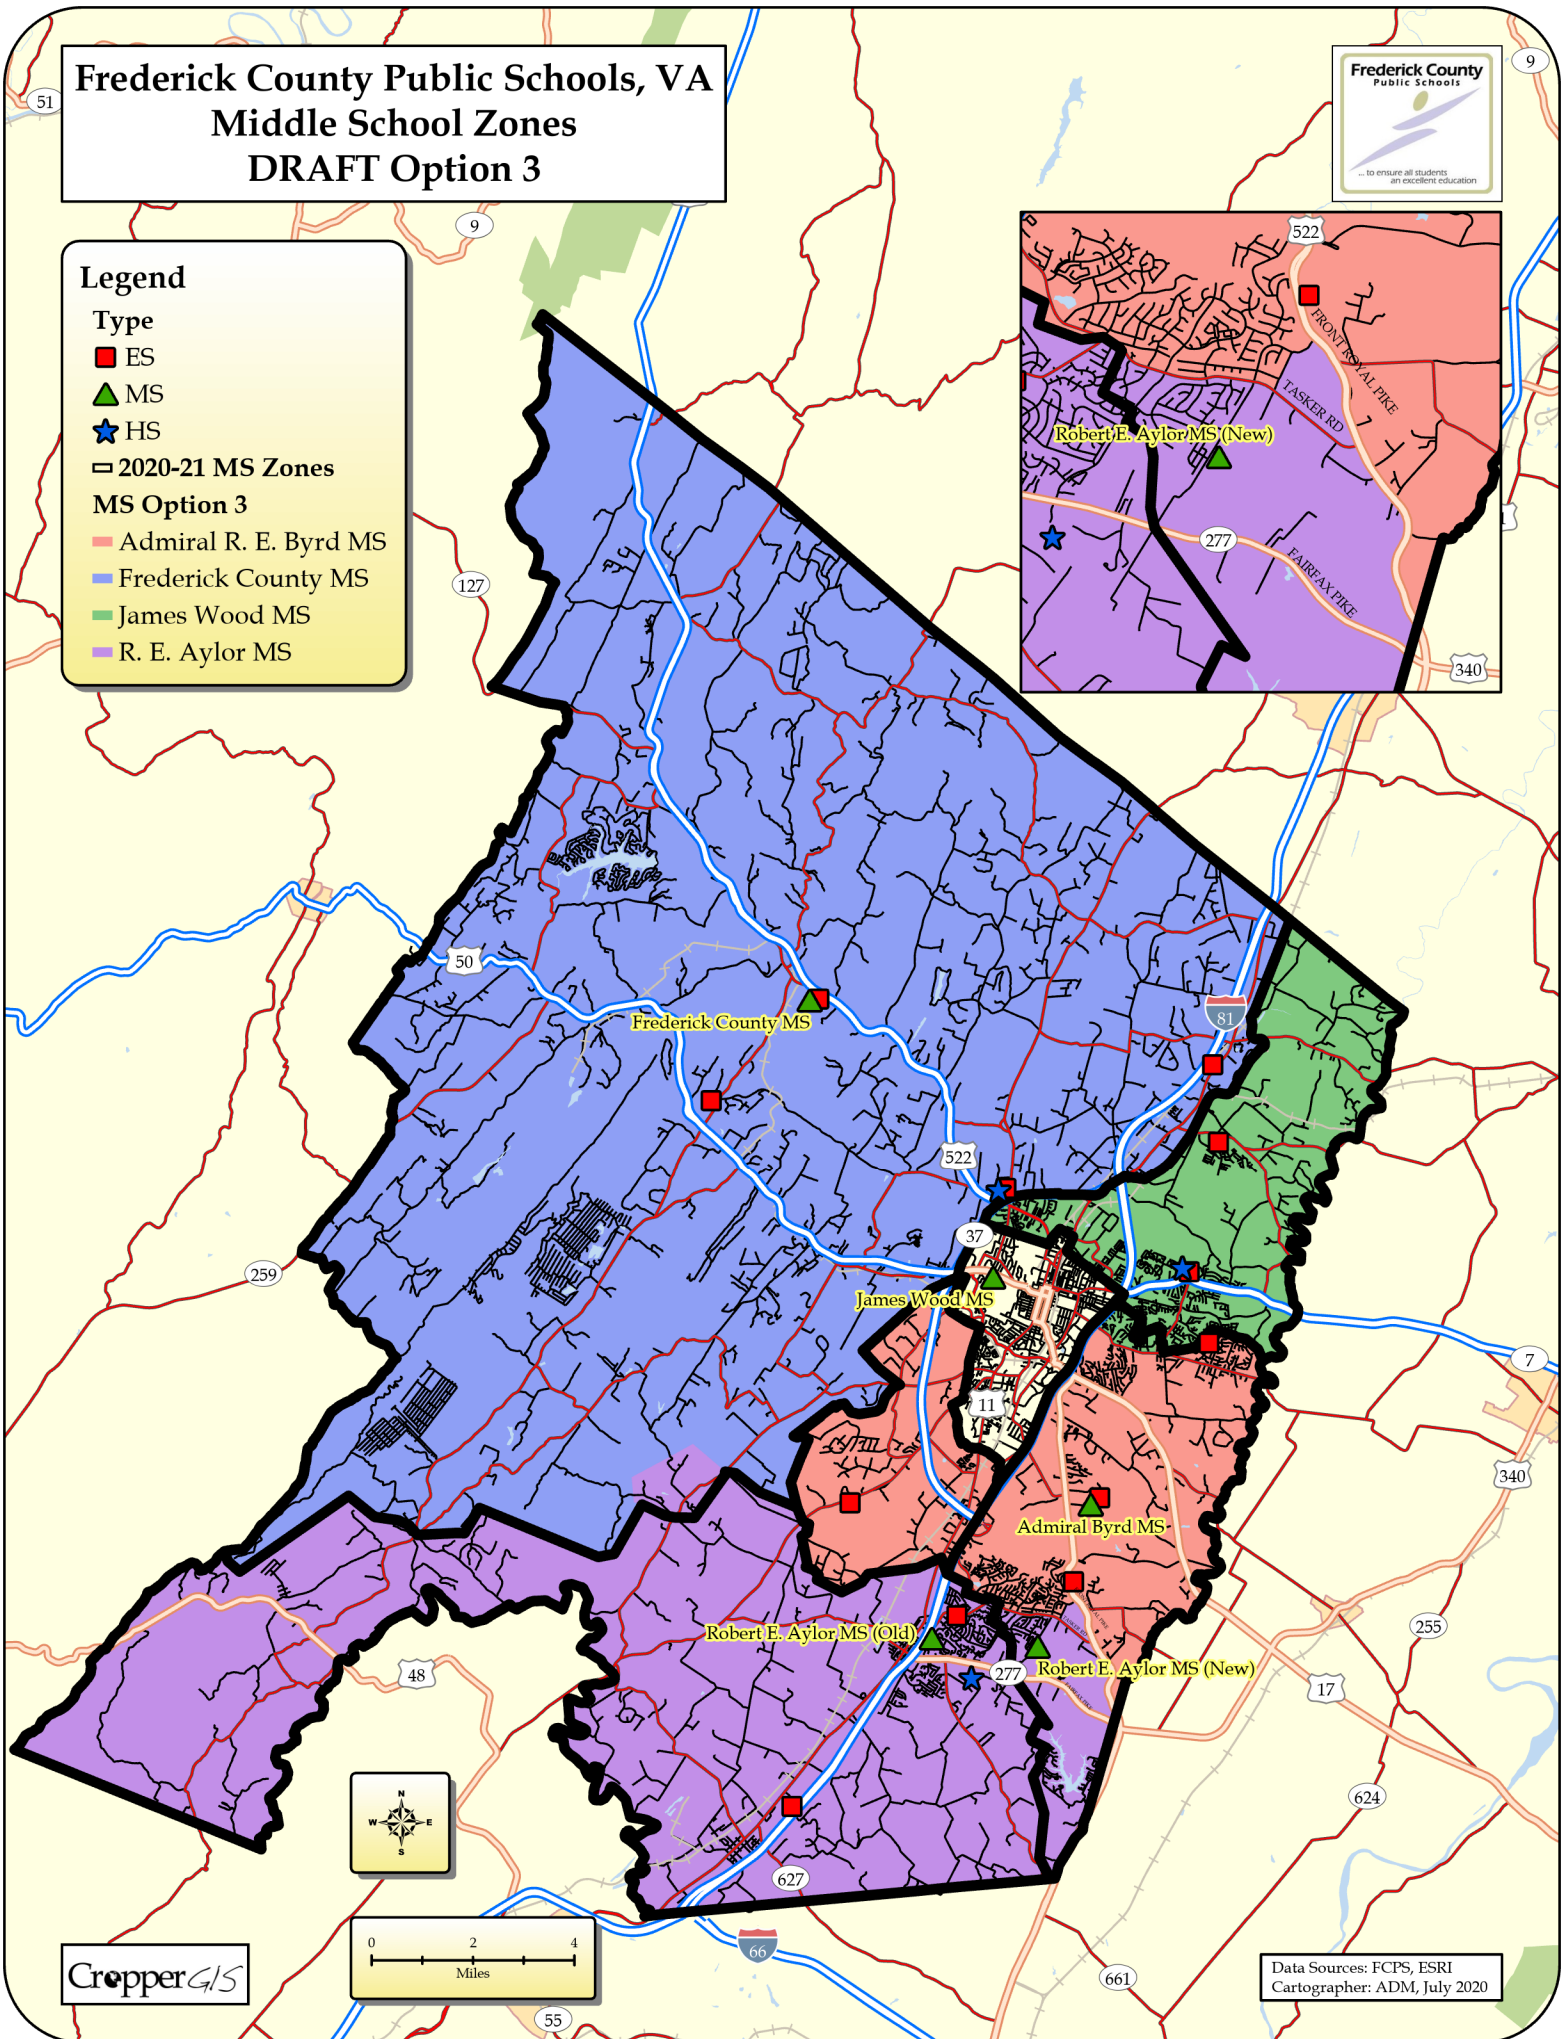 Frederick County Public Schools, VA
Middle School Zones
DRAFT Option 3
Frederick County
Public Schools
... to ensure all students
an excellent education
Legend
Type
ES
MS
HS
2020-21 MS Zones
MS Option 3
Admiral R. E. Byrd MS
Frederick County MS
James Wood MS
R. E. Aylor MS
522
FRONT ROYAL PIKE
TASKER RD
Robert E. Aylor MS (New)
277
FAIRFAX PIKE
340
51
9
9
127
50
Frederick County MS
81
522
37
259
James Wood MS
7
11
340
Admiral Byrd MS
Robert E. Aylor MS (Old)
277
Robert E. Aylor MS (New)
TASKER RD
FAIRFAX PIKE
255
48
17
624
627
66
661
55
N
W
E
S
0
2
4
Miles
CropperGIS
Data Sources: FCPS, ESRI
Cartographer: ADM, July 2020